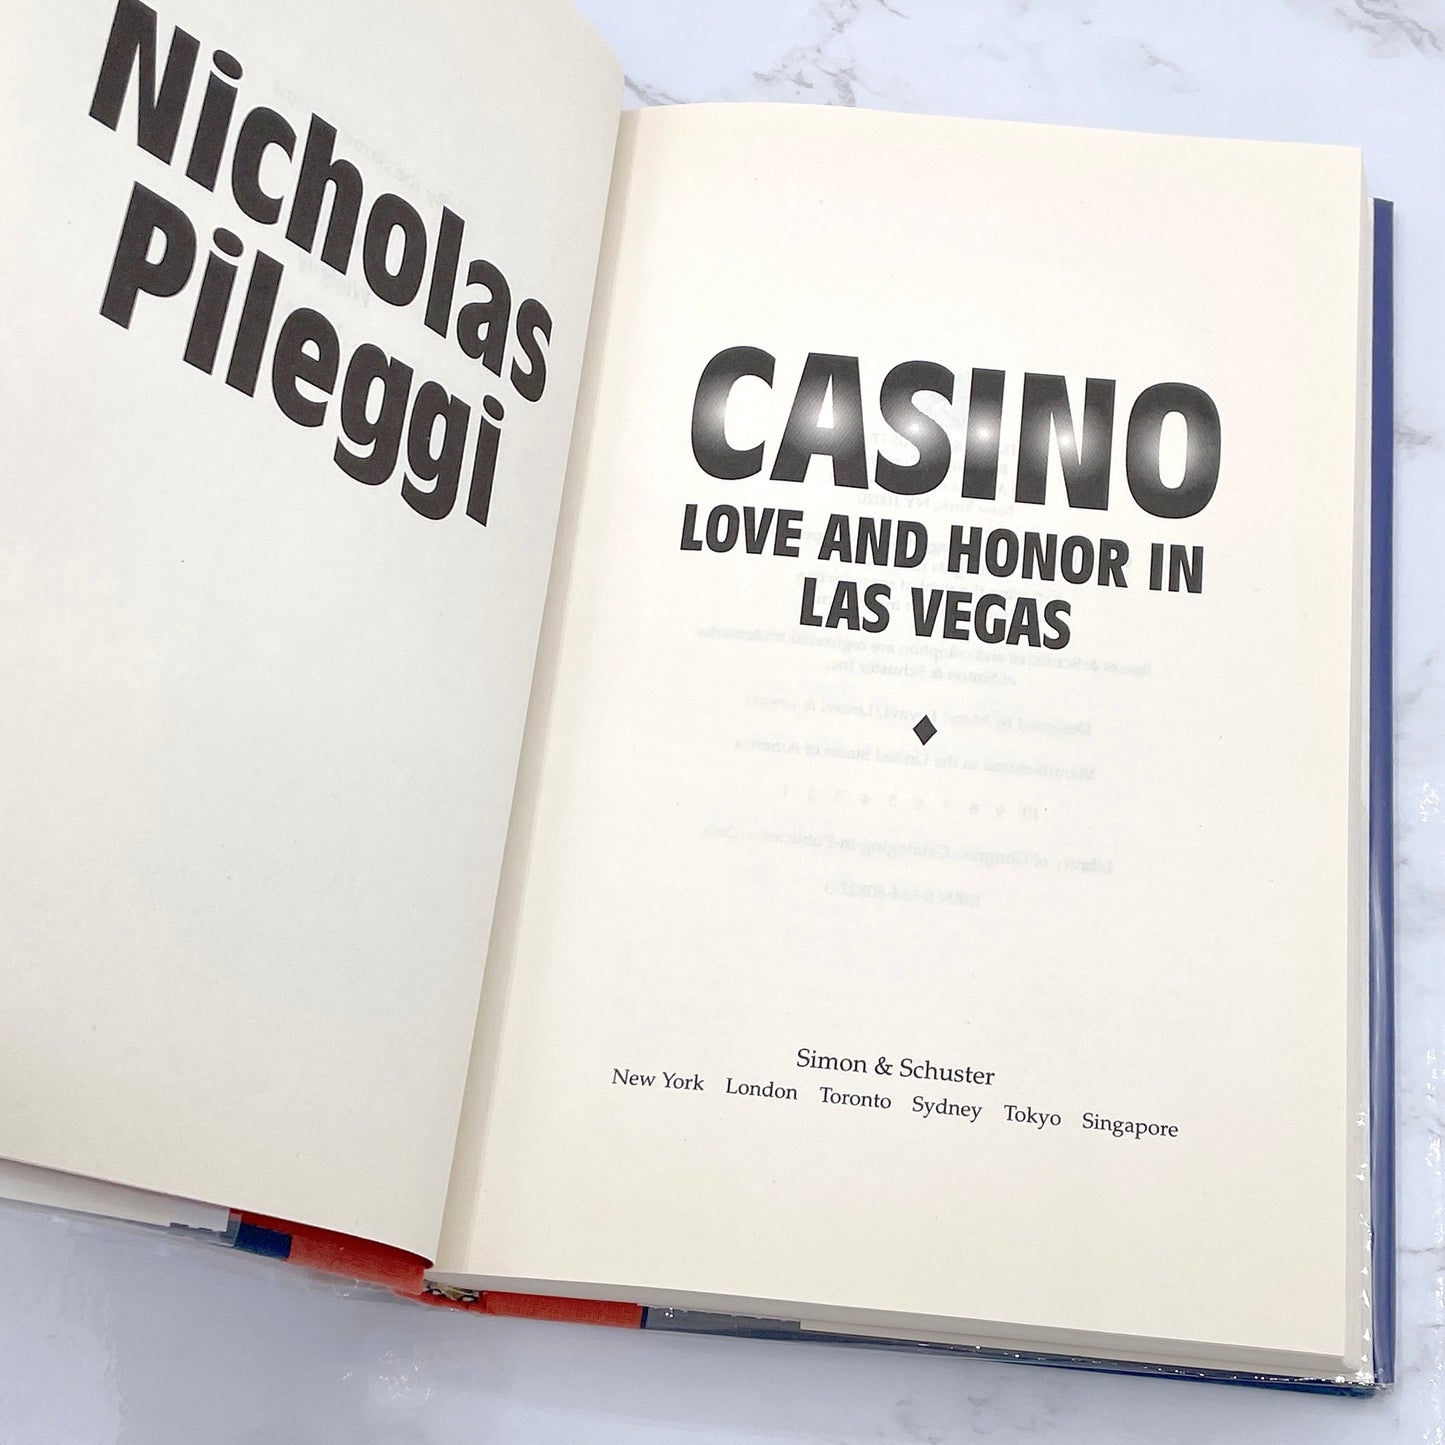 Nicholas
Pileggi
CASINO
LOVE AND HONOR IN
LAS VEGAS
Simon & Schuster
New York London Toronto Sydney Tokyo Singapore